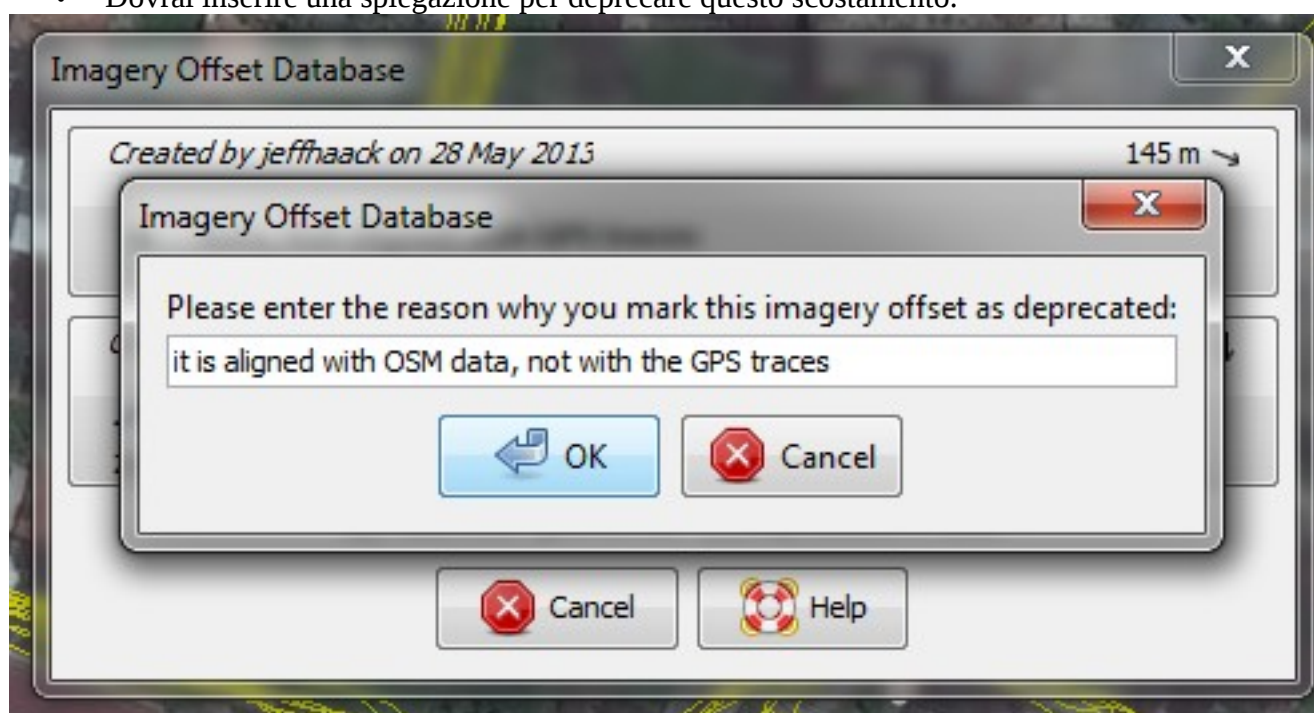 Dovrai inserire una spiegazione per deprecare questo scostamento.
Imagery Offset Database
Created by jeffhaack on 28 May 2013 145 m
Imagery Offset Database
Please enter the reason why you mark this imagery offset as deprecated:
it is aligned with OSM data, not with the GPS traces
OK Cancel
Cancel Help